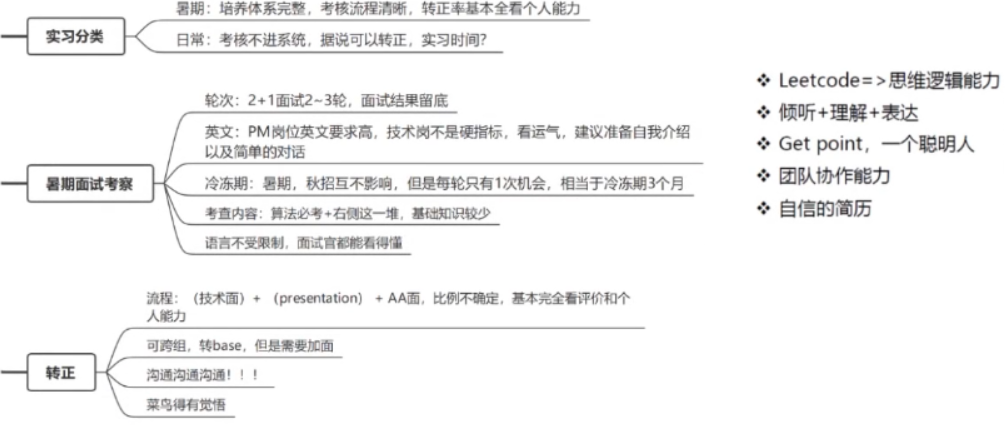 实习分类
暑期：培养体系完整，考核流程清晰，转正率基本全看个人能力
日常：考核不进系统，据说可以转正，实习时间？
暑期面试考察
轮次：2+1面试2~3轮，面试结果留底
英文：PM岗位英文要求高，技术岗不是硬指标，看运气，建议准备自我介绍
以及简单的对话
冷冻期：暑期，秋招互不影响，但是每轮只有1次机会，相当于冷冻期3个月
考查内容：算法必考+右侧这一堆，基础知识较少
语言不受限制，面试官都能看得懂
转正
流程：（技术面）+ （presentation） + AA面，比例不确定，基本完全看评价和个
人能力
可跨组，转base，但是需要加面
沟通沟通沟通！！！
菜鸟得有觉悟
❖ Leetcode=>思维逻辑能力
❖ 倾听+理解+表达
❖ Get point，一个聪明人
❖ 团队协作能力
❖ 自信的简历